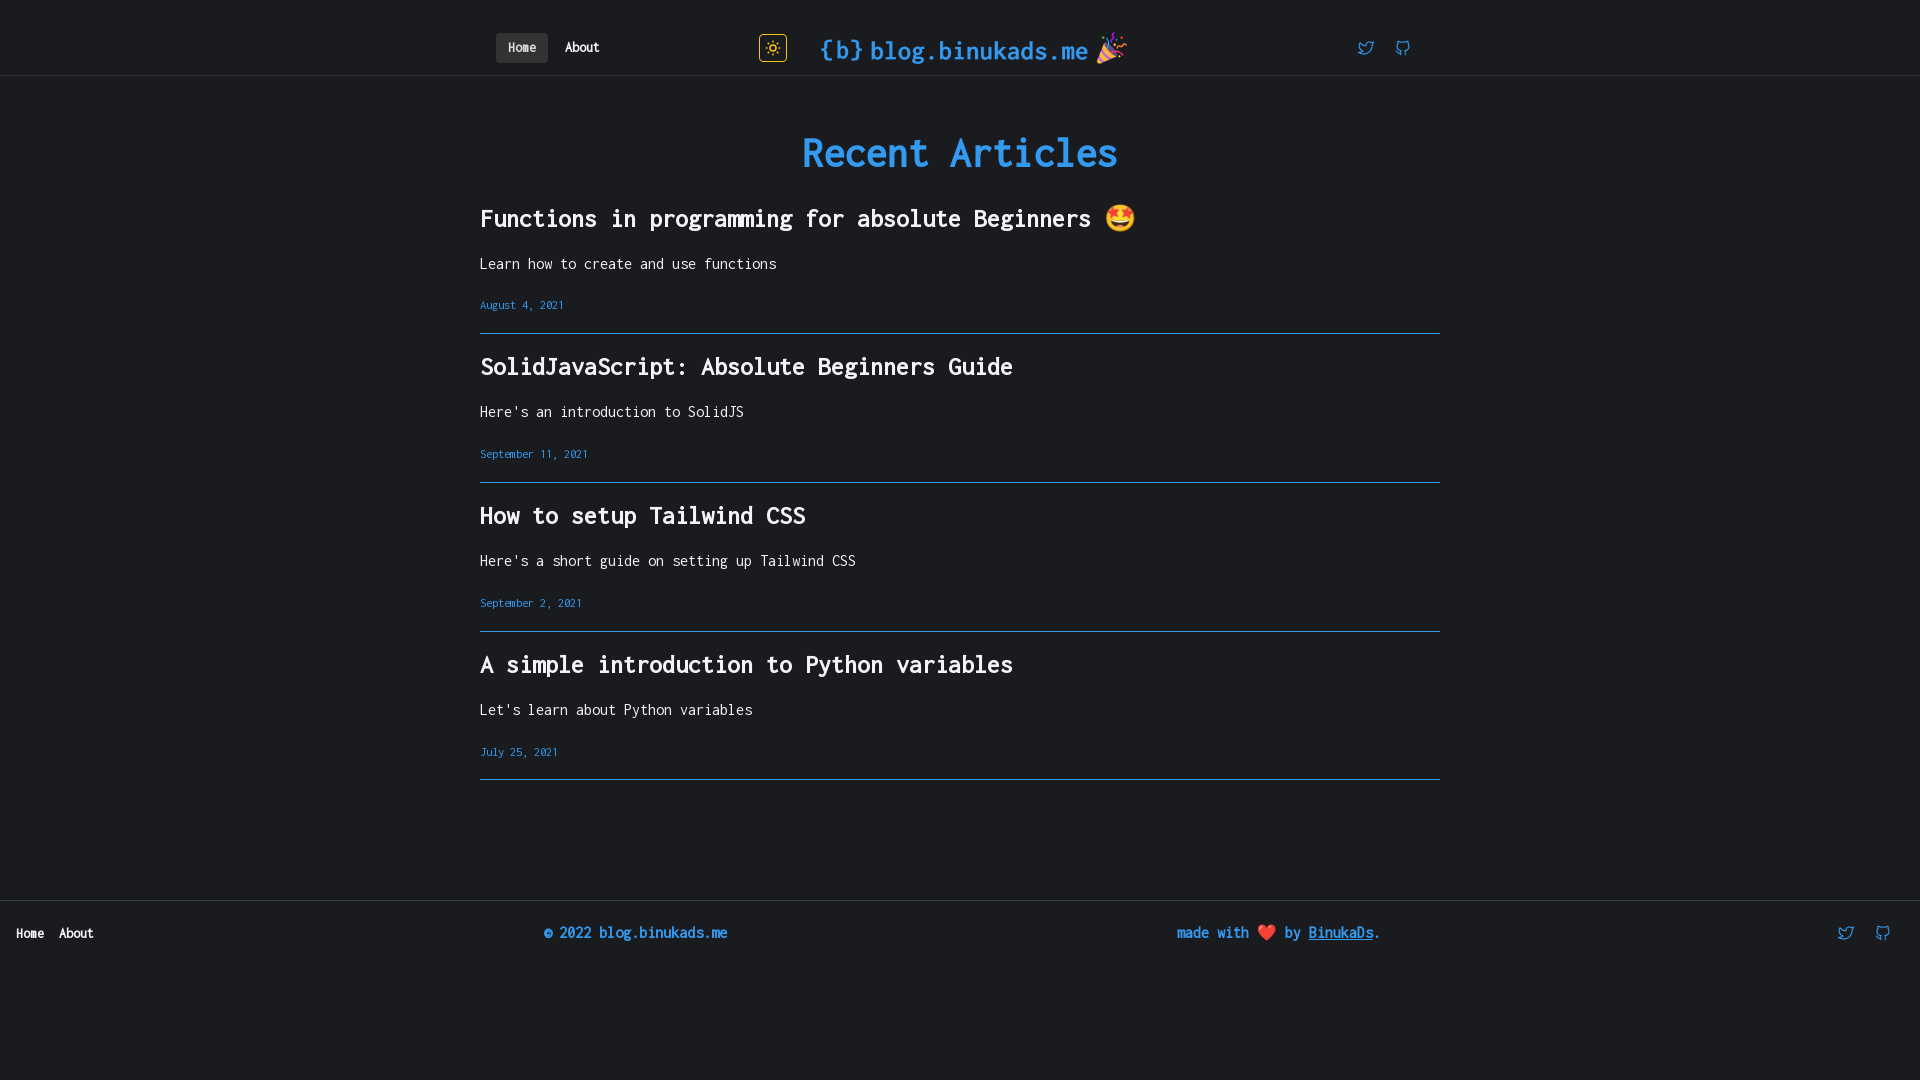 Home About {b} blog.binukads.me 🎉
Recent Articles
Functions in programming for absolute Beginners 🤩
Learn how to create and use functions
August 4, 2021
SolidJavaScript: Absolute Beginners Guide
Here's an introduction to SolidJS
September 11, 2021
How to setup Tailwind CSS
Here's a short guide on setting up Tailwind CSS
September 2, 2021
A simple introduction to Python variables
Let's learn about Python variables
July 25, 2021
Home About © 2022 blog.binukads.me made with ❤️ by BinukaDs.